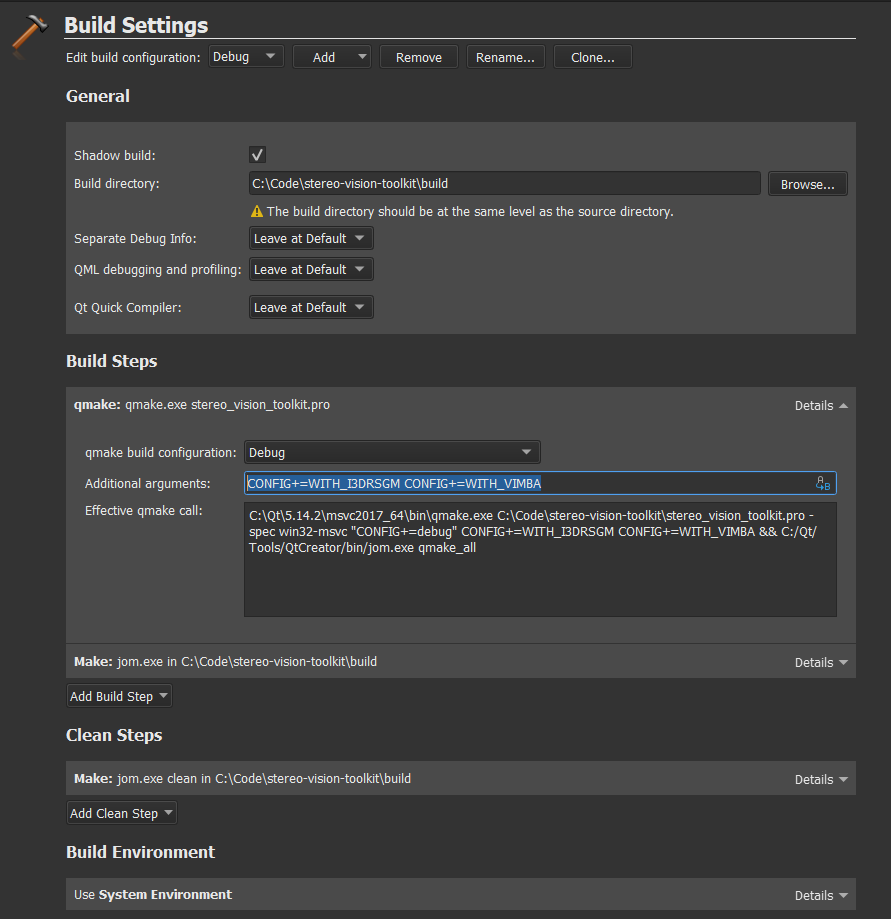 Build Settings
Edit build configuration: Debug Add Remove Rename... Clone...
General
Shadow build:
Build directory: C:\Code\stereo-vision-toolkit\build Browse...
The build directory should be at the same level as the source directory.
Separate Debug Info: Leave at Default
QML debugging and profiling: Leave at Default
Qt Quick Compiler: Leave at Default
Build Steps
qmake: qmake.exe stereo_vision_toolkit.pro Details
qmake build configuration: Debug
Additional arguments: CONFIG+=WITH_I3DRSGM CONFIG+=WITH_VIMBA
Effective qmake call: C:\Qt\5.14.2\msvc2017_64\bin\qmake.exe C:\Code\stereo-vision-toolkit\stereo_vision_toolkit.pro -
spec win32-msvc "CONFIG+=debug" CONFIG+=WITH_I3DRSGM CONFIG+=WITH_VIMBA && C:/Qt/
Tools/QtCreator/bin/jom.exe qmake_all
Make: jom.exe in C:\Code\stereo-vision-toolkit\build Details
Add Build Step
Clean Steps
Make: jom.exe clean in C:\Code\stereo-vision-toolkit\build Details
Add Clean Step
Build Environment
Use System Environment Details